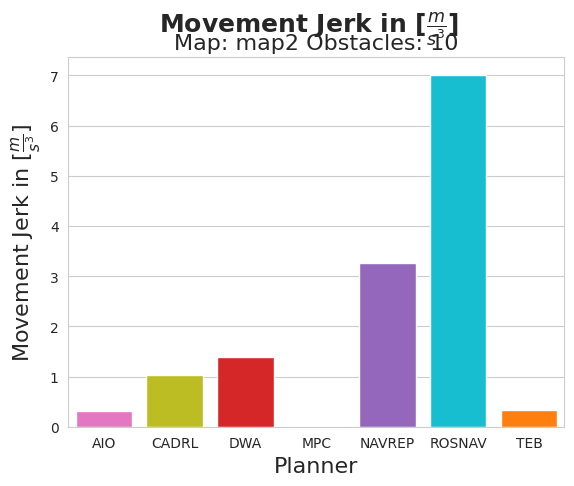 Movement Jerk in [m/s³]
Map: map2 Obstacles: 10
Movement Jerk in [m/s³]
7
6
5
4
3
2
1
0
AIO CADRL DWA MPC NAVREP ROSNAV TEB
Planner